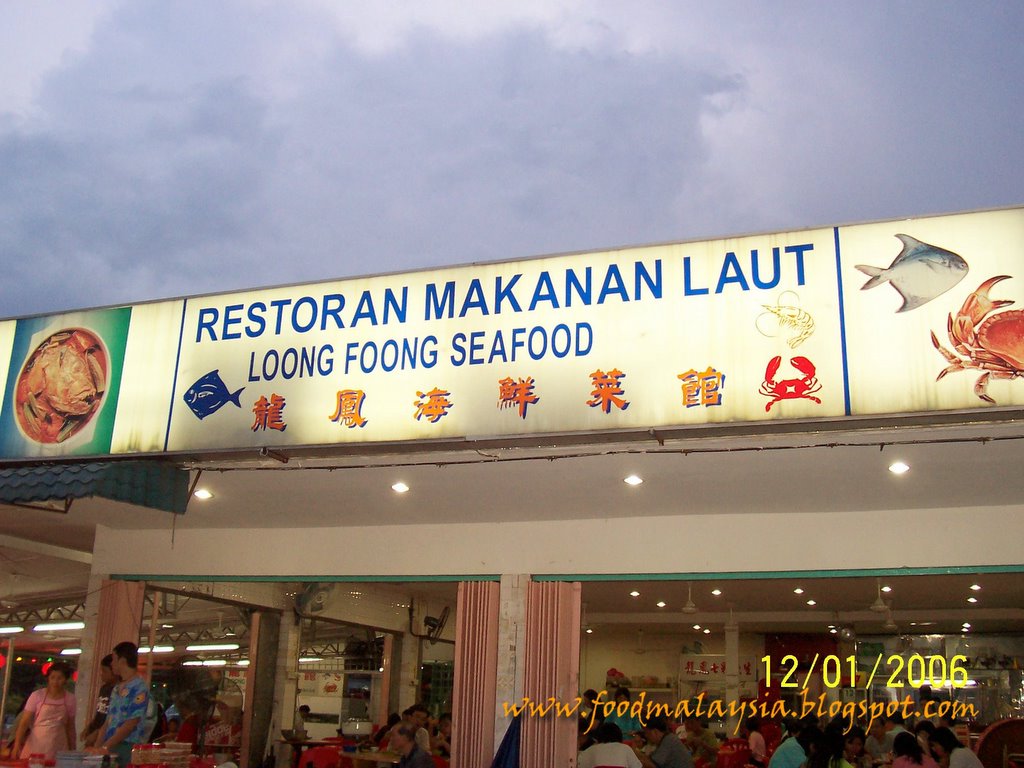 RESTORAN MAKANAN LAUT
LOONG FOONG SEAFOOD
龍鳳海鮮菜館
12/01/2006
www.foodmalaysia.blogspot.com